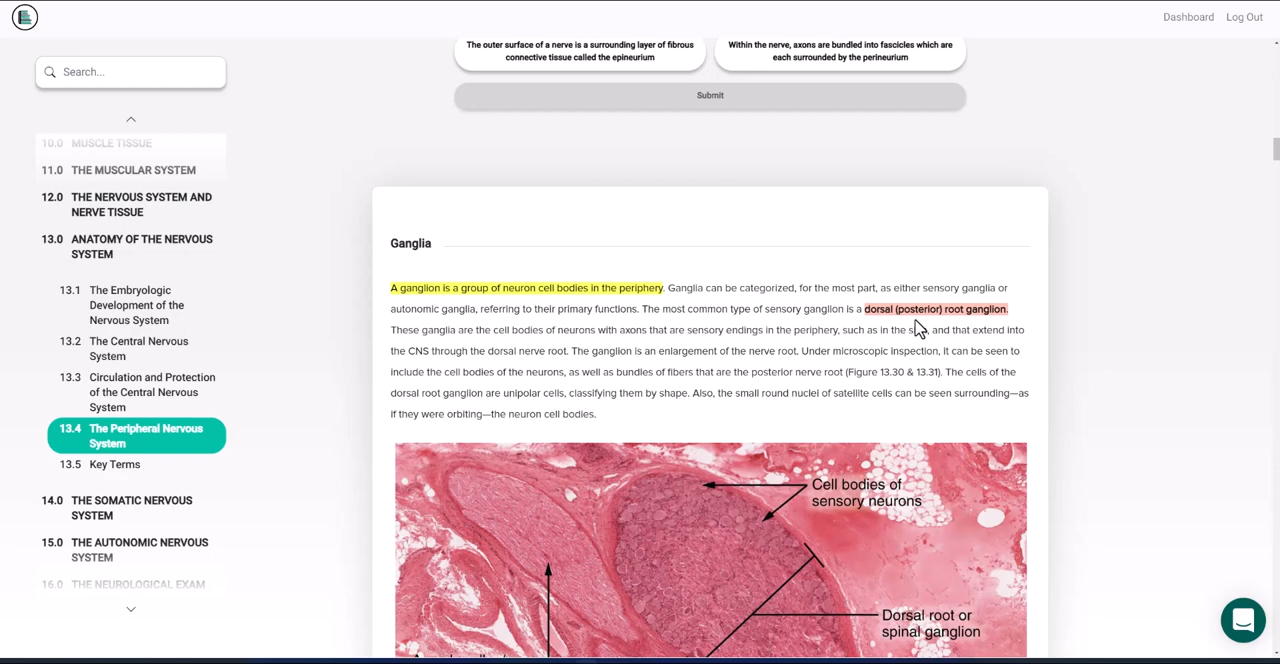 Dashboard Log Out
Search...
10.0 MUSCLE TISSUE
11.0 THE MUSCULAR SYSTEM
12.0 THE NERVOUS SYSTEM AND
NERVE TISSUE
13.0 ANATOMY OF THE NERVOUS
SYSTEM
13.1 The Embryologic
Development of the
Nervous System
13.2 The Central Nervous
System
13.3 Circulation and Protection
of the Central Nervous
System
13.4 The Peripheral Nervous
System
13.5 Key Terms
14.0 THE SOMATIC NERVOUS
SYSTEM
15.0 THE AUTONOMIC NERVOUS
SYSTEM
16.0 THE NEUROLOGICAL EXAM
The outer surface of a nerve is a surrounding layer of fibrous
connective tissue called the epineurium
Within the nerve, axons are bundled into fascicles which are
each surrounded by the perineurium
Submit
Ganglia
A ganglion is a group of neuron cell bodies in the periphery. Ganglia can be categorized, for the most part, as either sensory ganglia or
autonomic ganglia, referring to their primary functions. The most common type of sensory ganglion is a dorsal (posterior) root ganglion.
These ganglia are the cell bodies of neurons with axons that are sensory endings in the periphery, such as in the and that extend into
the CNS through the dorsal nerve root. The ganglion is an enlargement of the nerve root. Under microscopic inspection, it can be seen to
include the cell bodies of the neurons, as well as bundles of fibers that are the posterior nerve root (Figure 13.30 & 13.31). The cells of the
dorsal root ganglion are unipolar cells, classifying them by shape. Also, the small round nuclei of satellite cells can be seen surrounding—as
if they were orbiting—the neuron cell bodies.
Cell bodies of
sensory neurons
Dorsal root or
spinal ganglion